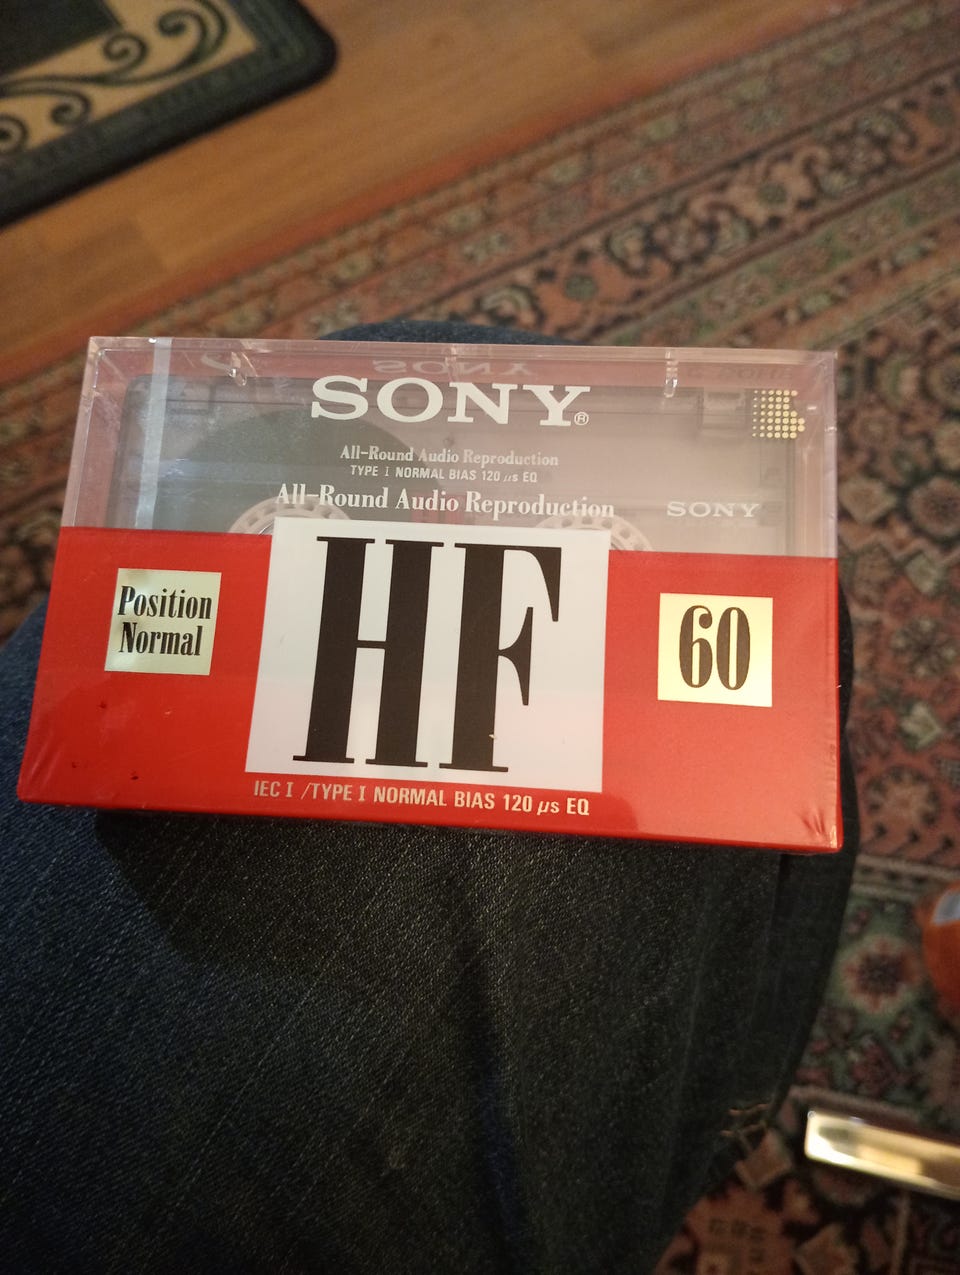 SONY®
All-Round Audio Reproduction
TYPE I NORMAL BIAS 120 µs EQ
All-Round Audio Reproduction
SONY
Position
Normal
HF
60
IEC I /TYPE I NORMAL BIAS 120 µs EQ